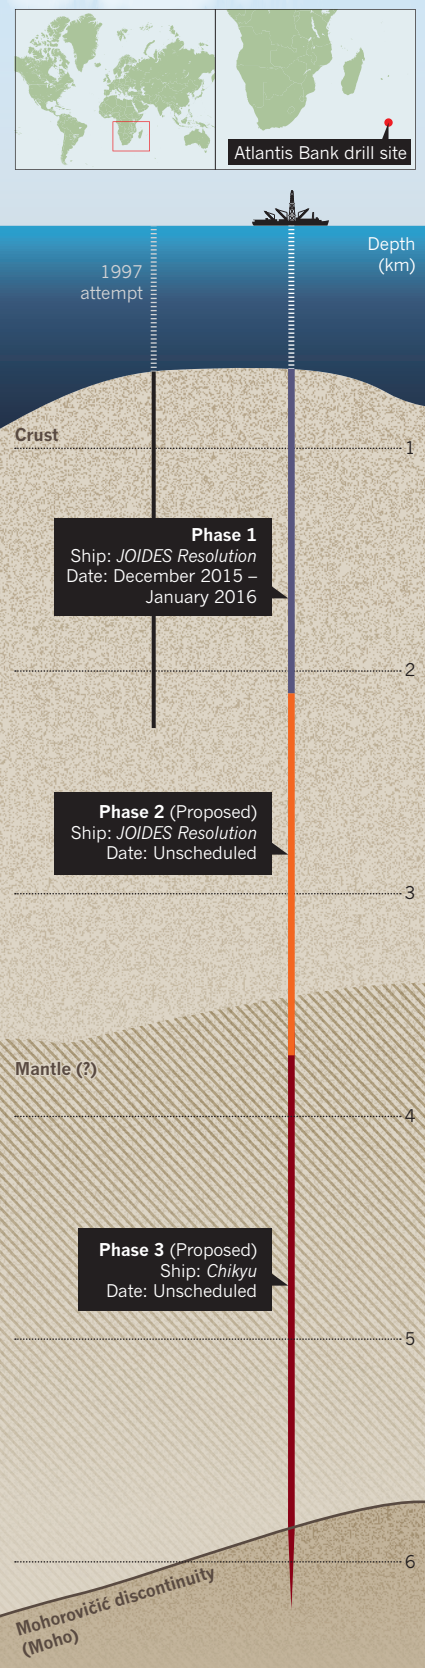 Atlantis Bank drill site
Depth
(km)
1997
attempt
Crust
1
Phase 1
Ship: JOIDES Resolution
Date: December 2015 –
January 2016
2
Phase 2 (Proposed)
Ship: JOIDES Resolution
Date: Unscheduled
3
Mantle (?)
4
Phase 3 (Proposed)
Ship: Chikyu
Date: Unscheduled
5
6
Mohorovičić discontinuity
(Moho)